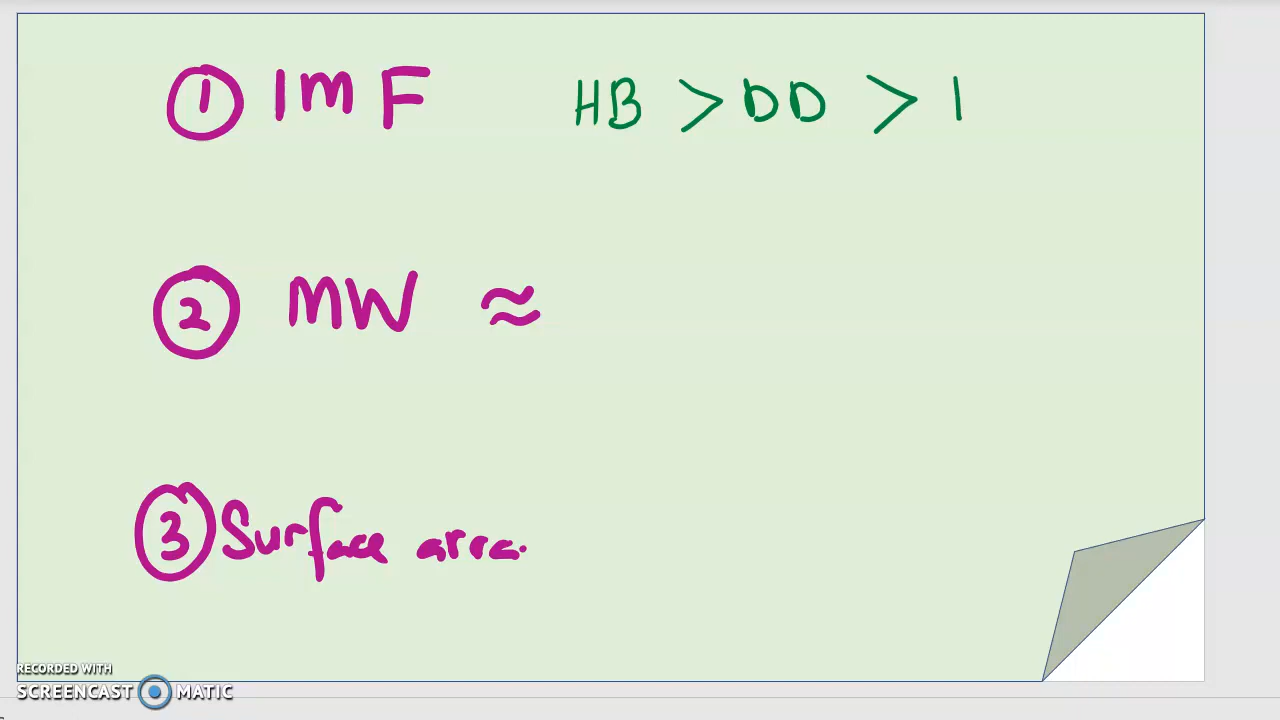 ① IMF HB > DD > I
② MW ≈
③ Surface area
RECORDED WITH
SCREENCAST MATIC